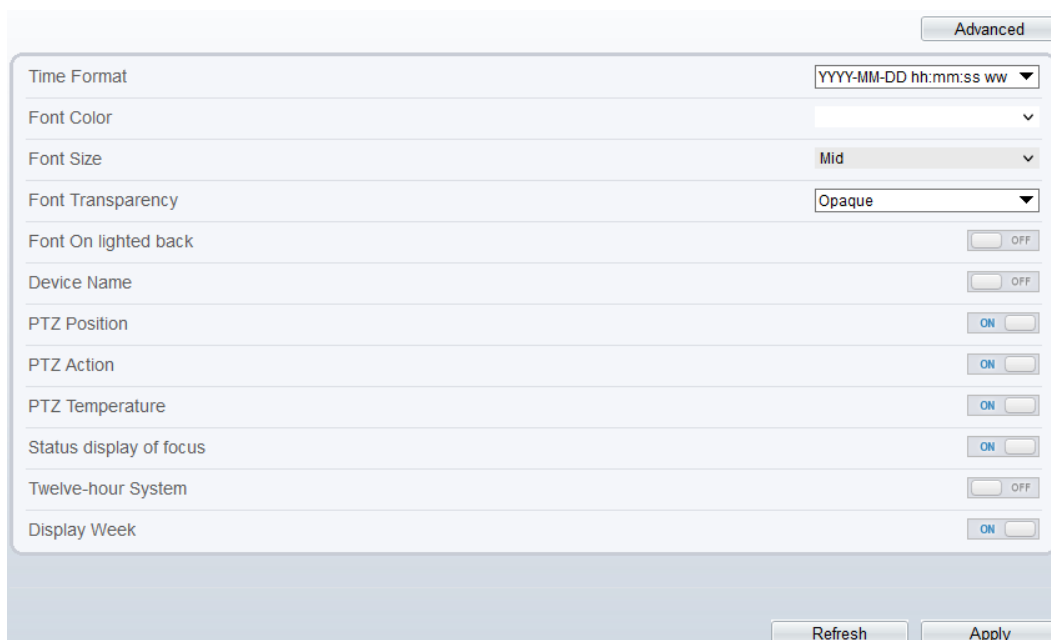 Advanced
Time Format YYYY-MM-DD hh:mm:ss ww
Font Color
Font Size Mid
Font Transparency Opaque
Font On lighted back OFF
Device Name OFF
PTZ Position ON
PTZ Action ON
PTZ Temperature ON
Status display of focus ON
Twelve-hour System OFF
Display Week ON
Refresh Apply